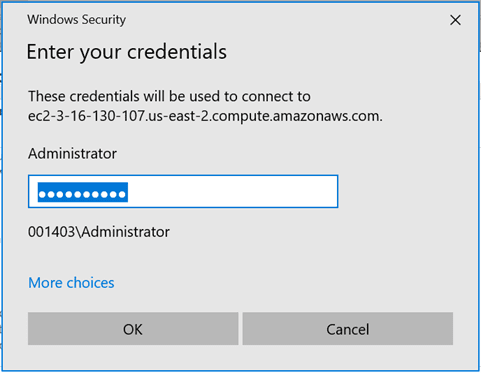 Windows Security
Enter your credentials
These credentials will be used to connect to
ec2-3-16-130-107.us-east-2.compute.amazonaws.com.
Administrator
●●●●●●●●●●
001403\Administrator
More choices
OK Cancel